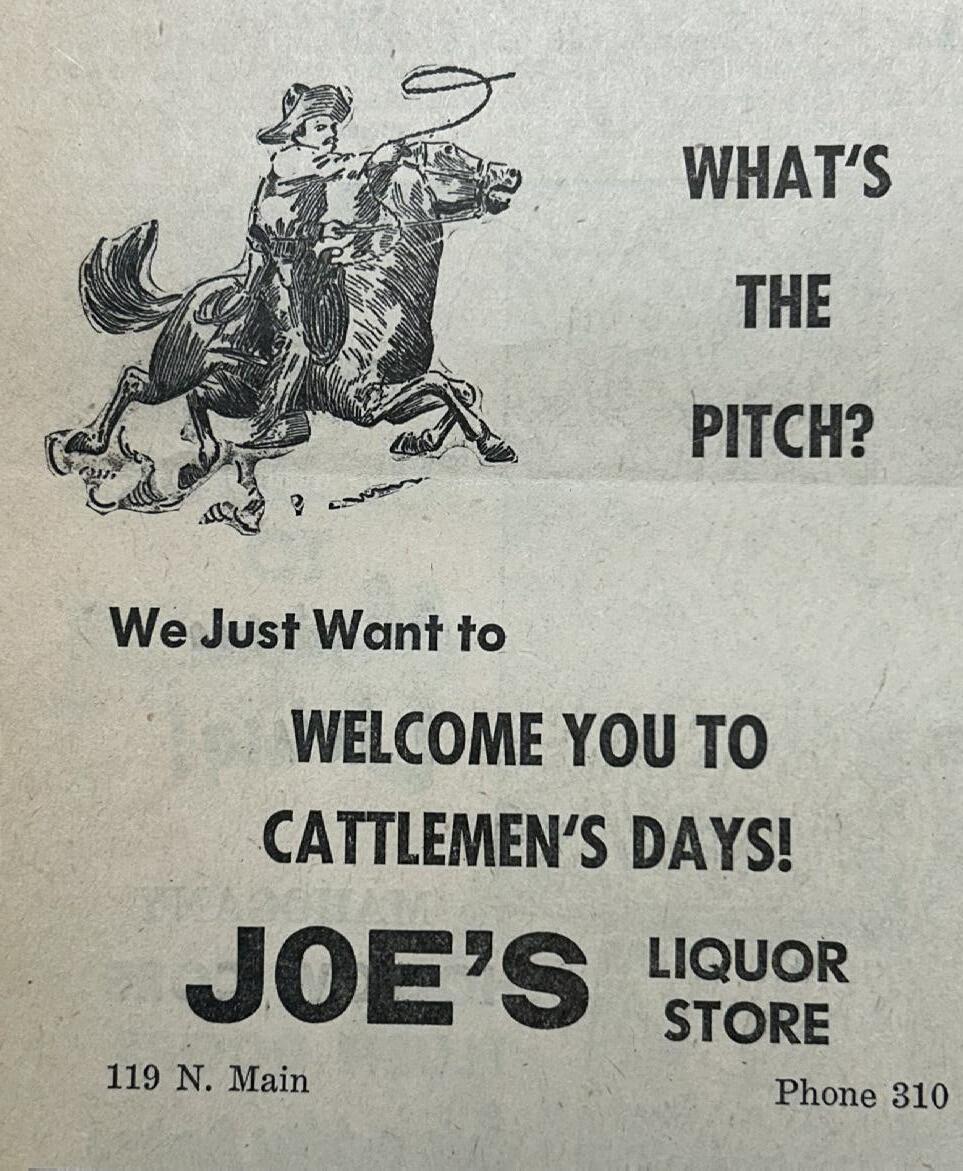 WHAT'S
THE
PITCH?
We Just Want to
WELCOME YOU TO
CATTLEMEN'S DAYS!
JOE'S LIQUOR
STORE
119 N. Main
Phone 310